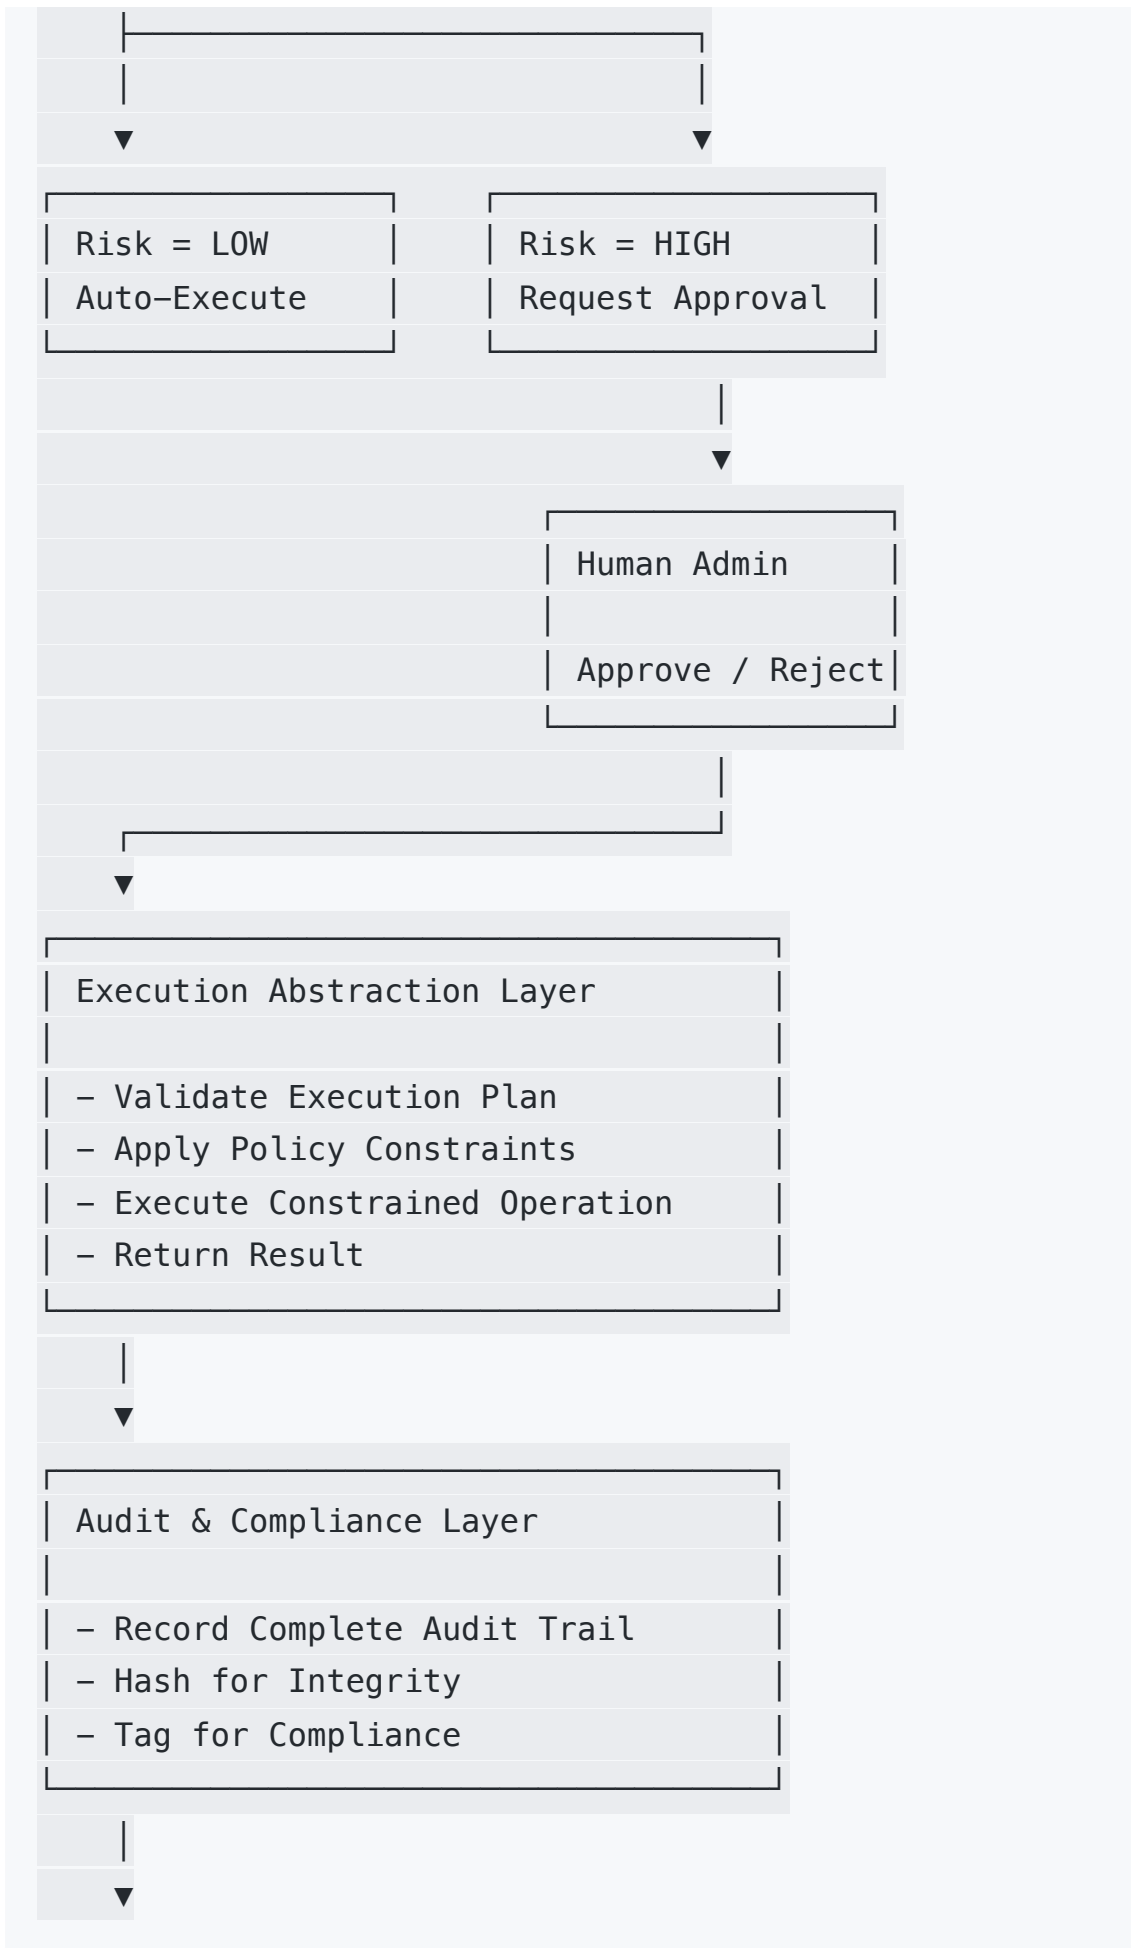 Risk = LOW Risk = HIGH
Auto-Execute Request Approval
Human Admin
Approve / Reject
Execution Abstraction Layer
- Validate Execution Plan
- Apply Policy Constraints
- Execute Constrained Operation
- Return Result
Audit & Compliance Layer
- Record Complete Audit Trail
- Hash for Integrity
- Tag for Compliance